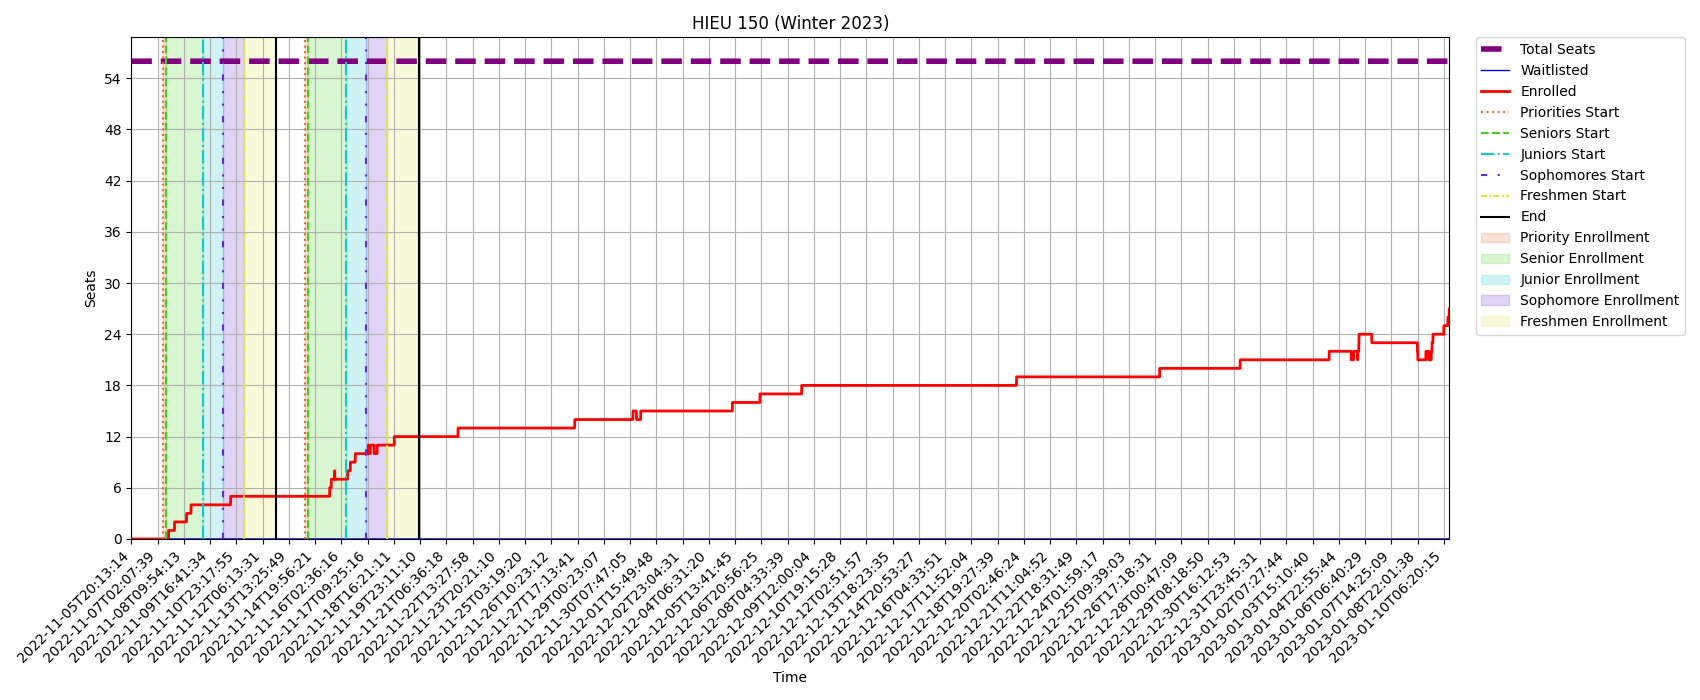 HIEU 150 (Winter 2023)
Seats
54
48
42
36
30
24
18
12
6
0
2022-11-05T20:13:14
2022-11-07T02:07:39
2022-11-08T09:54:13
2022-11-09T16:41:34
2022-11-10T23:17:55
2022-11-12T06:13:31
2022-11-13T13:25:49
2022-11-14T19:56:21
2022-11-16T02:36:16
2022-11-17T09:25:16
2022-11-18T16:21:11
2022-11-19T23:11:10
2022-11-21T06:36:18
2022-11-23T13:27:58
2022-11-23T20:21:10
2022-11-25T03:19:20
2022-11-26T10:23:12
2022-11-27T17:13:41
2022-11-29T00:23:07
2022-11-30T07:47:05
2022-12-01T15:49:48
2022-12-02T23:04:31
2022-12-04T06:31:20
2022-12-05T13:41:45
2022-12-06T20:56:25
2022-12-08T04:33:39
2022-12-09T12:00:04
2022-12-10T19:15:28
2022-12-12T02:51:57
2022-12-13T18:23:35
2022-12-14T20:53:27
2022-12-16T04:33:51
2022-12-17T11:52:04
2022-12-18T19:27:39
2022-12-20T02:46:24
2022-12-21T11:04:52
2022-12-22T18:31:49
2022-12-24T01:59:17
2022-12-25T09:39:03
2022-12-26T17:18:31
2022-12-28T00:47:09
2022-12-29T08:18:50
2022-12-30T16:12:53
2022-12-31T23:45:31
2023-01-02T07:27:44
2023-01-03T15:10:40
2023-01-04T22:55:44
2023-01-06T06:40:29
2023-01-07T14:25:09
2023-01-08T22:01:38
2023-01-10T06:20:15
Time
Total Seats
Waitlisted
Enrolled
Priorities Start
Seniors Start
Juniors Start
Sophomores Start
Freshmen Start
End
Priority Enrollment
Senior Enrollment
Junior Enrollment
Sophomore Enrollment
Freshmen Enrollment